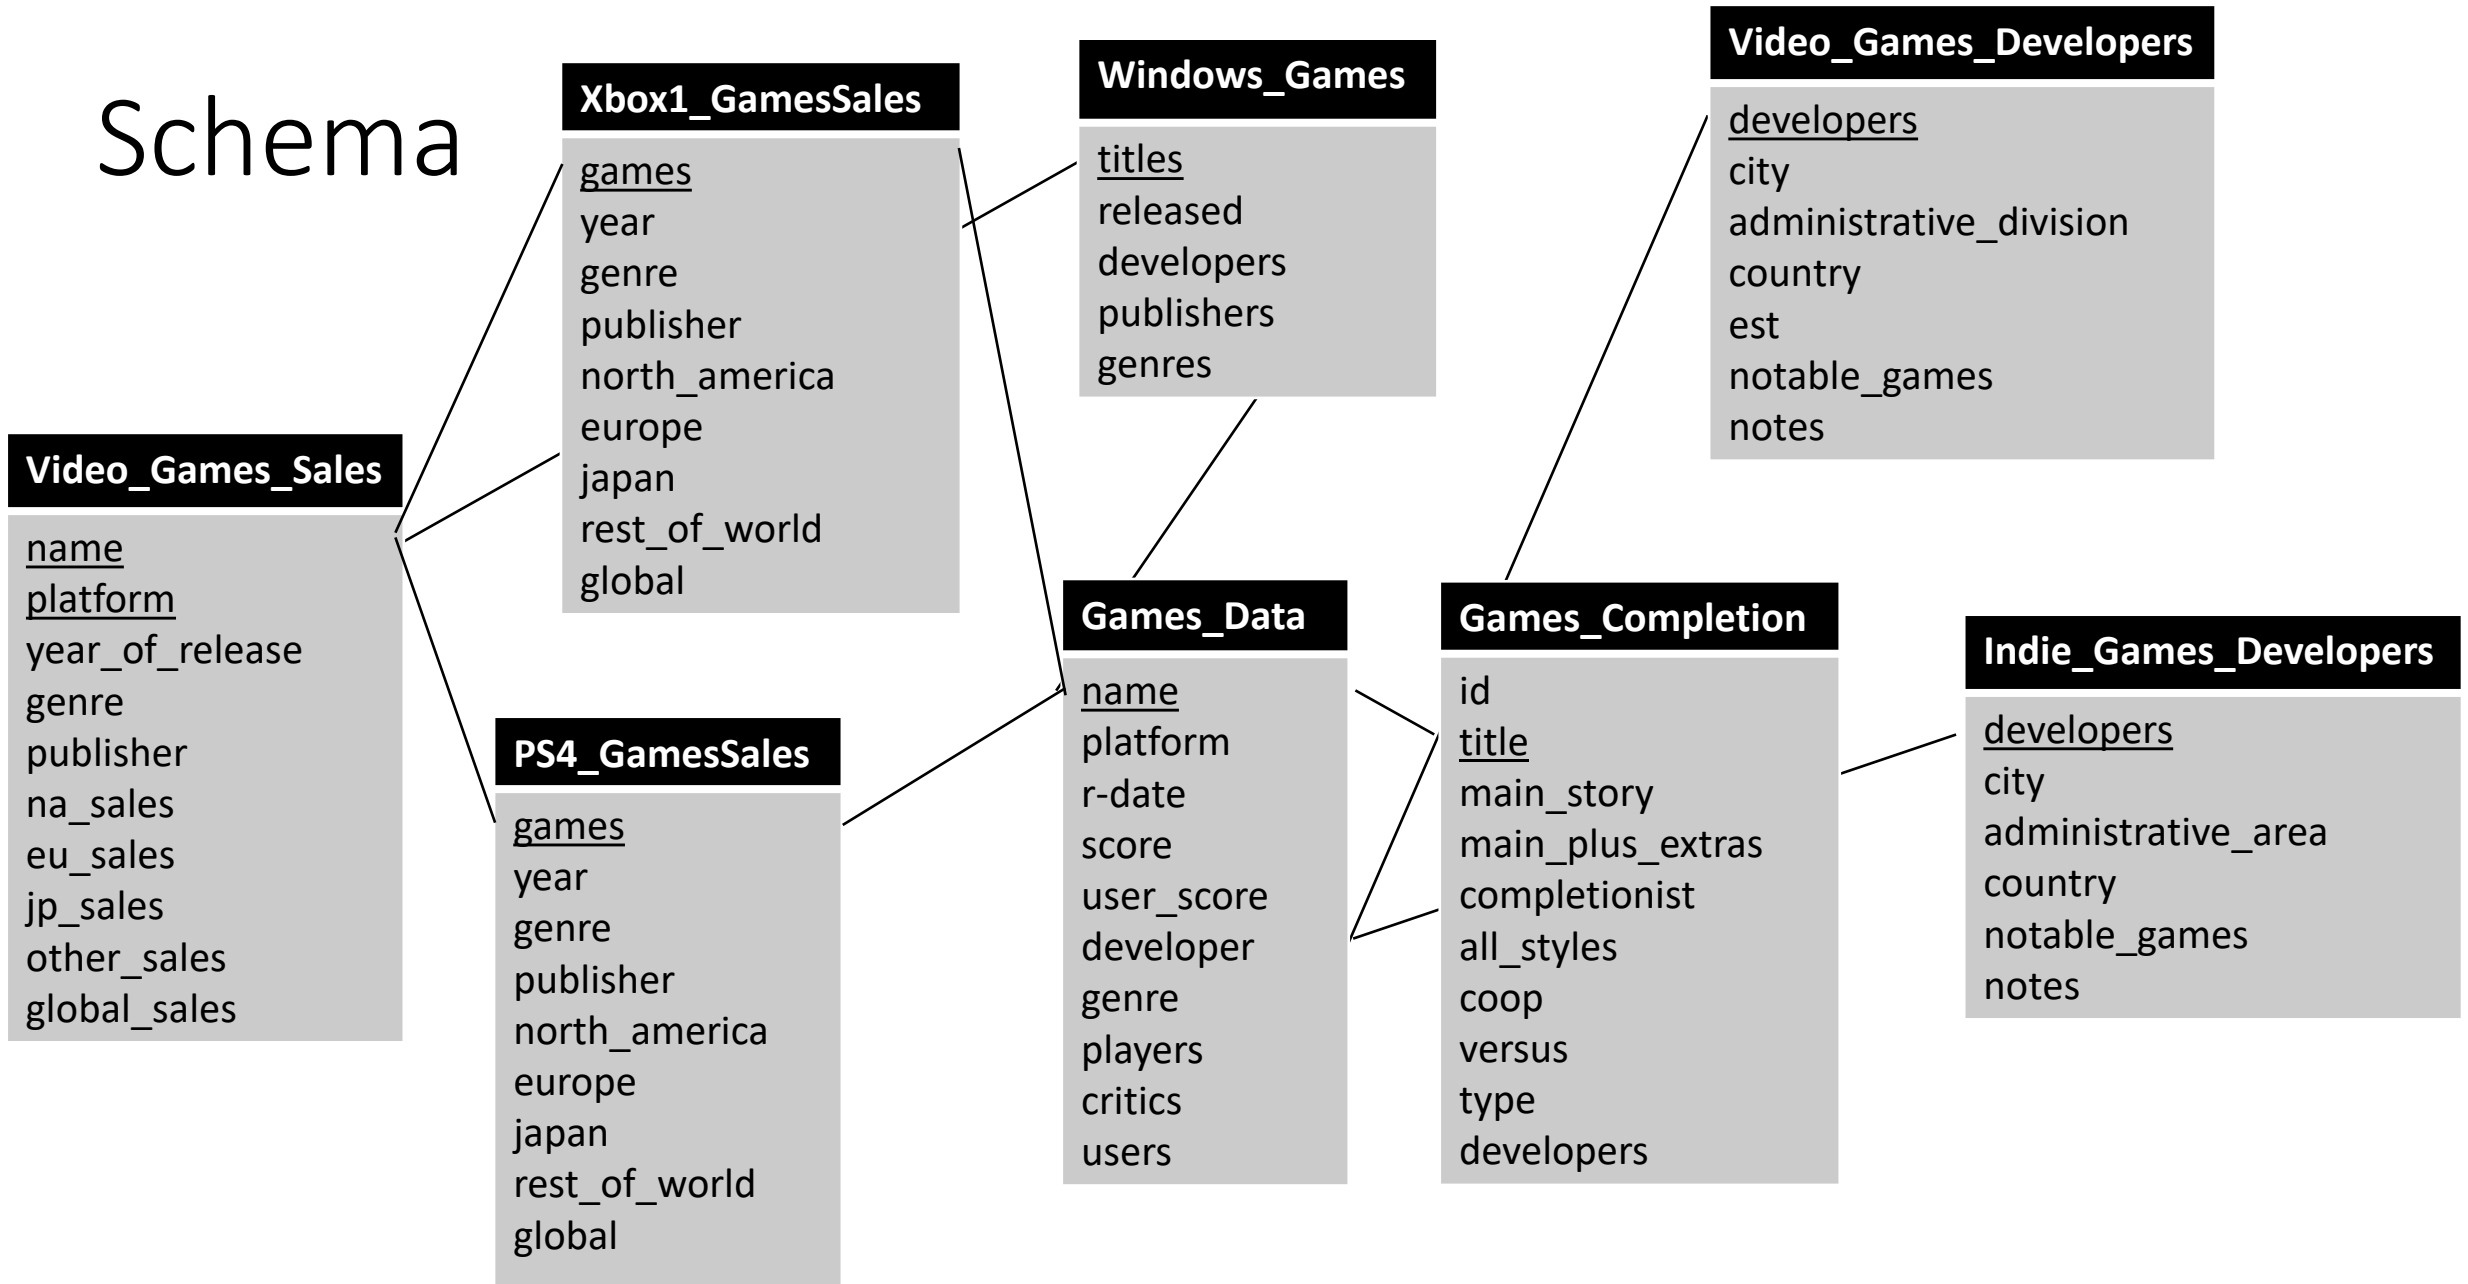 Schema
Xbox1_GamesSales
games
year
genre
publisher
north_america
europe
japan
rest_of_world
global
Windows_Games
titles
released
developers
publishers
genres
Video_Games_Developers
developers
city
administrative_division
country
est
notable_games
notes
Video_Games_Sales
name
platform
year_of_release
genre
publisher
na_sales
eu_sales
jp_sales
other_sales
global_sales
PS4_GamesSales
games
year
genre
publisher
north_america
europe
japan
rest_of_world
global
Games_Data
name
platform
r-date
score
user_score
developer
genre
players
critics
users
Games_Completion
id
title
main_story
main_plus_extras
completionist
all_styles
coop
versus
type
developers
Indie_Games_Developers
developers
city
administrative_area
country
notable_games
notes